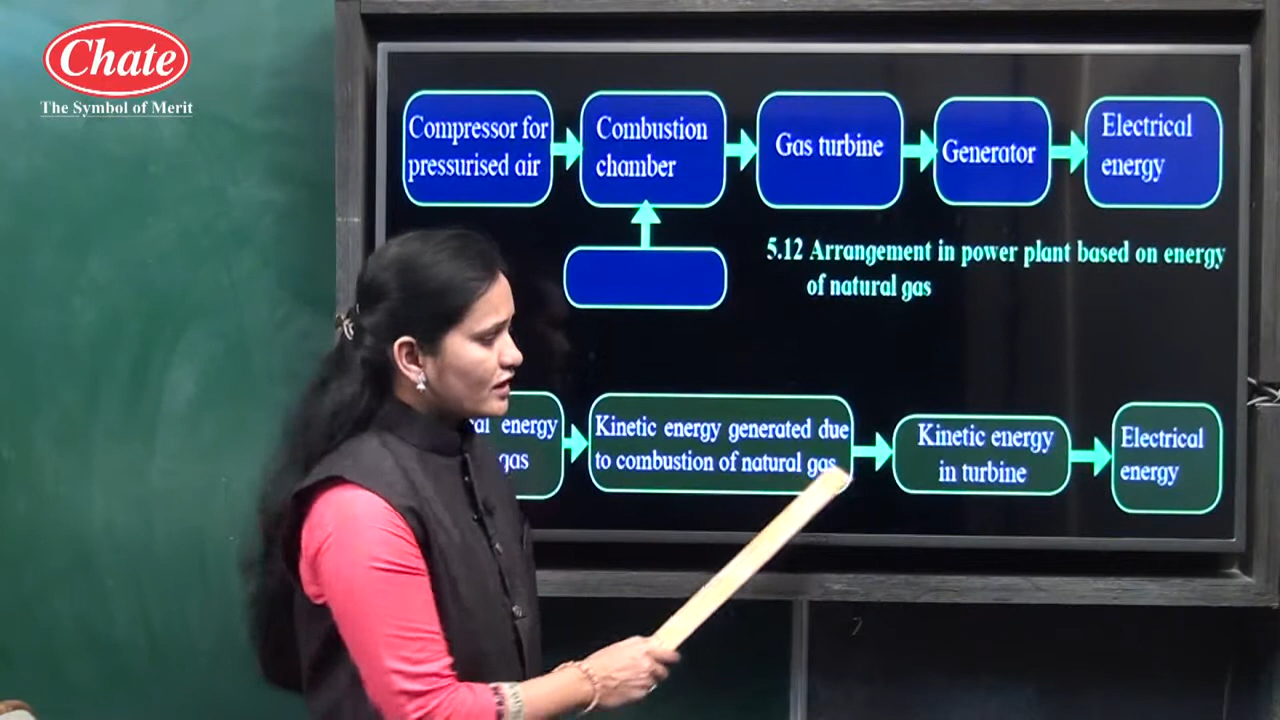 Chate
The Symbol of Merit
Compressor for
pressurised air
Combustion
chamber
Gas turbine
Generator
Electrical
energy
5.12 Arrangement in power plant based on energy
of natural gas
energy
gas
Kinetic energy generated due
to combustion of natural gas
Kinetic energy
in turbine
Electrical
energy